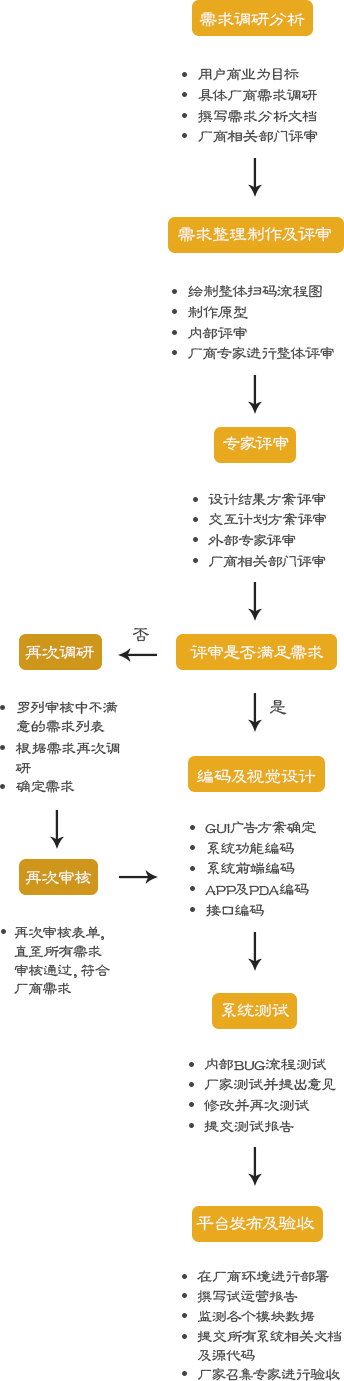 需求调研分析
用户商业为目标
具体厂商需求调研
撰写需求分析文档
厂商相关部门评审
需求整理制作及评审
绘制整体扫码流程图
制作原型
内部评审
厂商专家进行整体评审
专家评审
设计结果方案评审
交互计划方案评审
外部专家评审
厂商相关部门评审
评审是否满足需求
否
再次调研
罗列审核中不满
意的需求列表
根据需求再次调
研
确定需求
再次审核
再次审核表单,
直至所有需求
审核通过,符合
厂商需求
是
编码及视觉设计
GUI广告方案确定
系统功能编码
系统前端编码
APP及PDA编码
接口编码
系统测试
内部BUG流程测试
厂家测试并提出意见
修改并再次测试
提交测试报告
平台发布及验收
在厂商环境进行部署
撰写试运营报告
监测各个模块数据
提交所有系统相关文档
及源代码
厂家召集专家进行验收